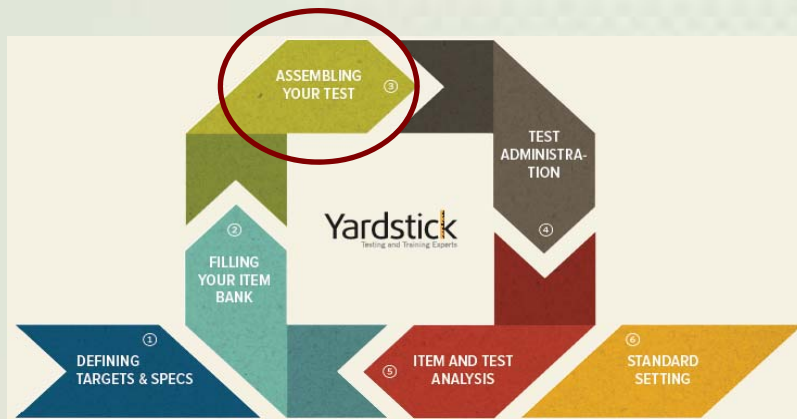 ①
DEFINING
TARGETS & SPECS
②
FILLING
YOUR ITEM
BANK
ASSEMBLING
YOUR TEST
③
TEST
ADMINISTRA-
TION
④
⑤
ITEM AND TEST
ANALYSIS
⑥
STANDARD
SETTING
Yardstick
Testing and Training Experts